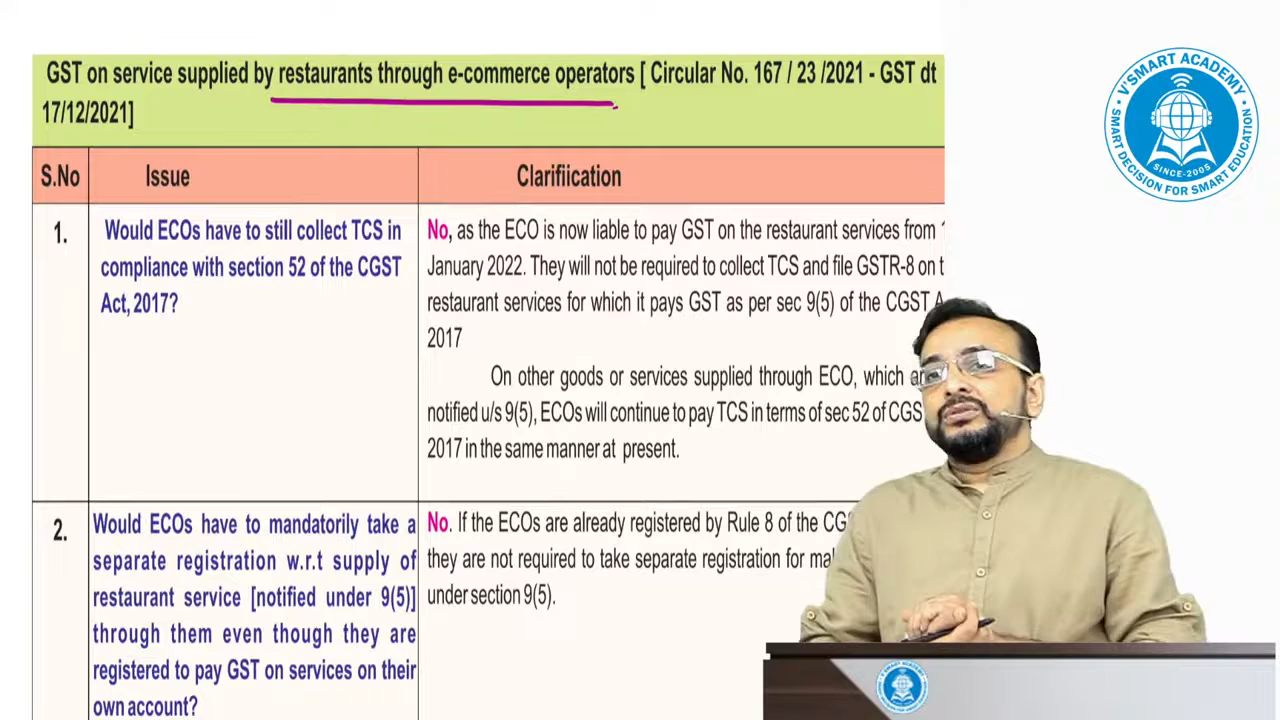 GST on service supplied by restaurants through e-commerce operators [ Circular No. 167 / 23 /2021 - GST dt
17/12/2021]
S.No
Issue
Clarifiication
1.
Would ECOs have to still collect TCS in
compliance with section 52 of the CGST
Act, 2017?
No, as the ECO is now liable to pay GST on the restaurant services from
January 2022. They will not be required to collect TCS and file GSTR-8 on
restaurant services for which it pays GST as per sec 9(5) of the CGST
2017
On other goods or services supplied through ECO, which
notified u/s 9(5), ECOs will continue to pay TCS in terms of sec 52 of
2017 in the same manner at present.
2.
Would ECOs have to mandatorily take a
separate registration w.r.t supply of
restaurant service [notified under 9(5)]
through them even though they are
registered to pay GST on services on their
own account?
No. If the ECOs are already registered by Rule 8 of the
they are not required to take separate registration for
under section 9(5).
V'SMART ACADEMY
SINCE-2005
SMART DECISION FOR SMART EDUCATION
V'SMART ACADEMY